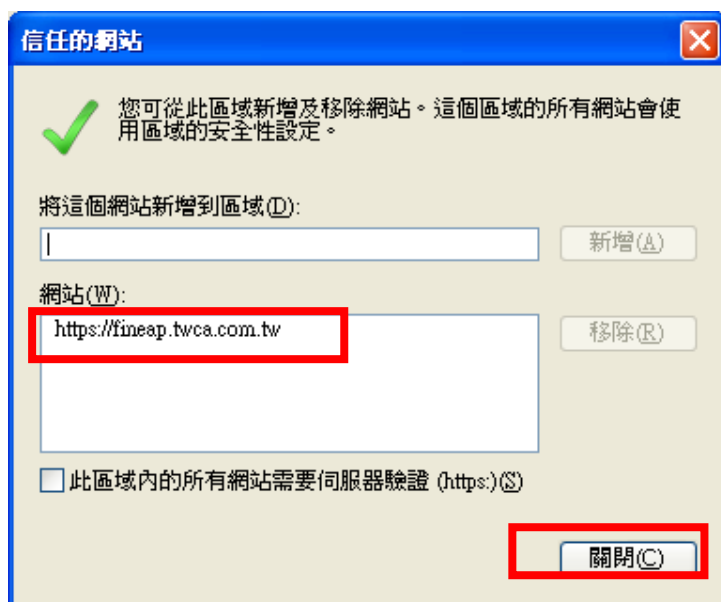 信任的網站
您可從此區域新增及移除網站。這個區域的所有網站會使
用區域的安全性設定。
將這個網站新增到區域(D):
新增(A)
網站(W):
https://fineap.twca.com.tw
移除(R)
此區域內的所有網站需要伺服器驗證 (https:)(S)
關閉(C)